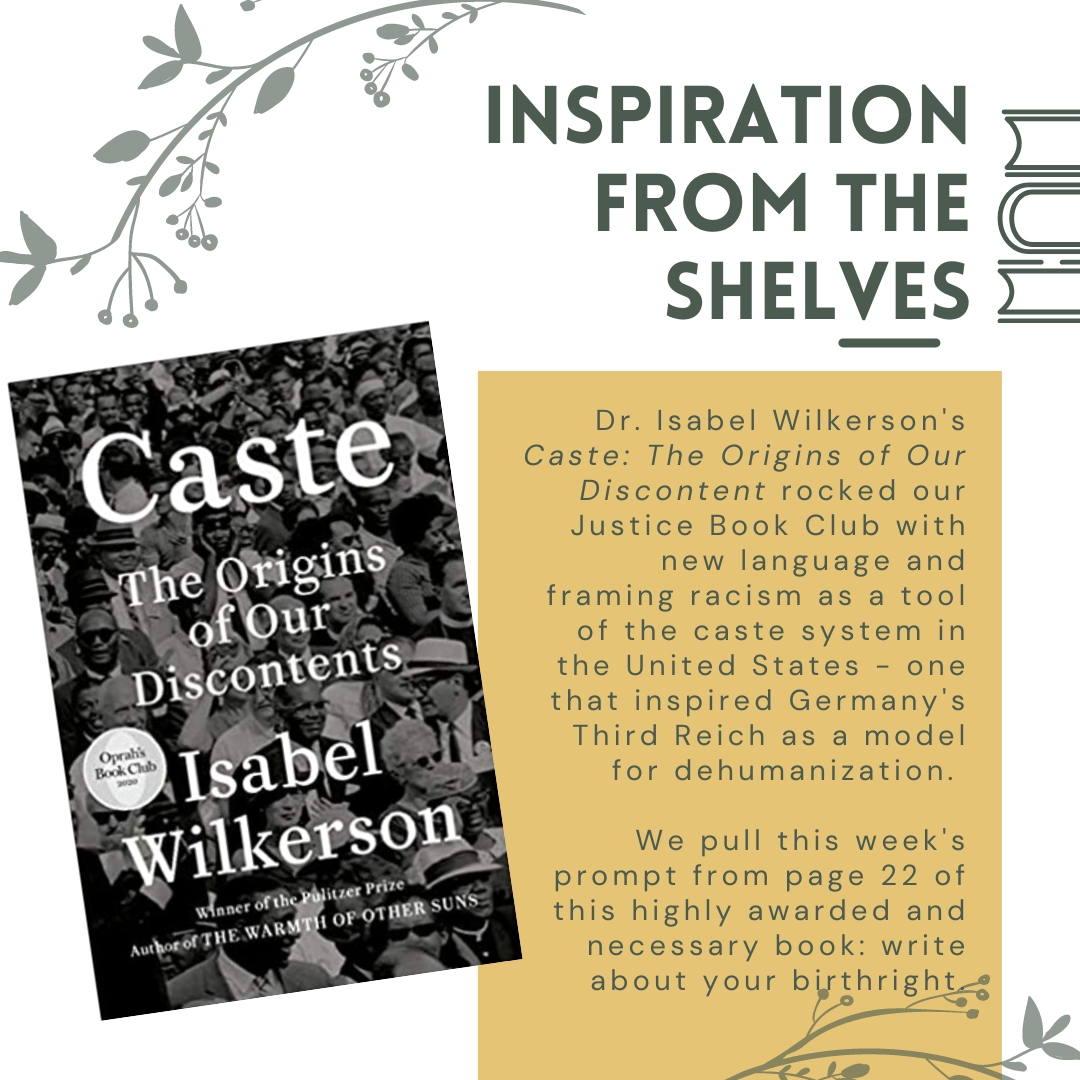 INSPIRATION
FROM THE
SHELVES
Caste
The Origins
of Our
Discontents
Oprah's
Book Club
2020
Isabel
Wilkerson
Winner of the Pulitzer Prize
Author of THE WARMTH OF OTHER SUNS
Dr. Isabel Wilkerson's
Caste: The Origins of Our
Discontent rocked our
Justice Book Club with
new language and
framing racism as a tool
of the caste system in
the United States - one
that inspired Germany's
Third Reich as a model
for dehumanization.
We pull this week's
prompt from page 22 of
this highly awarded and
necessary book: write
about your birthright.